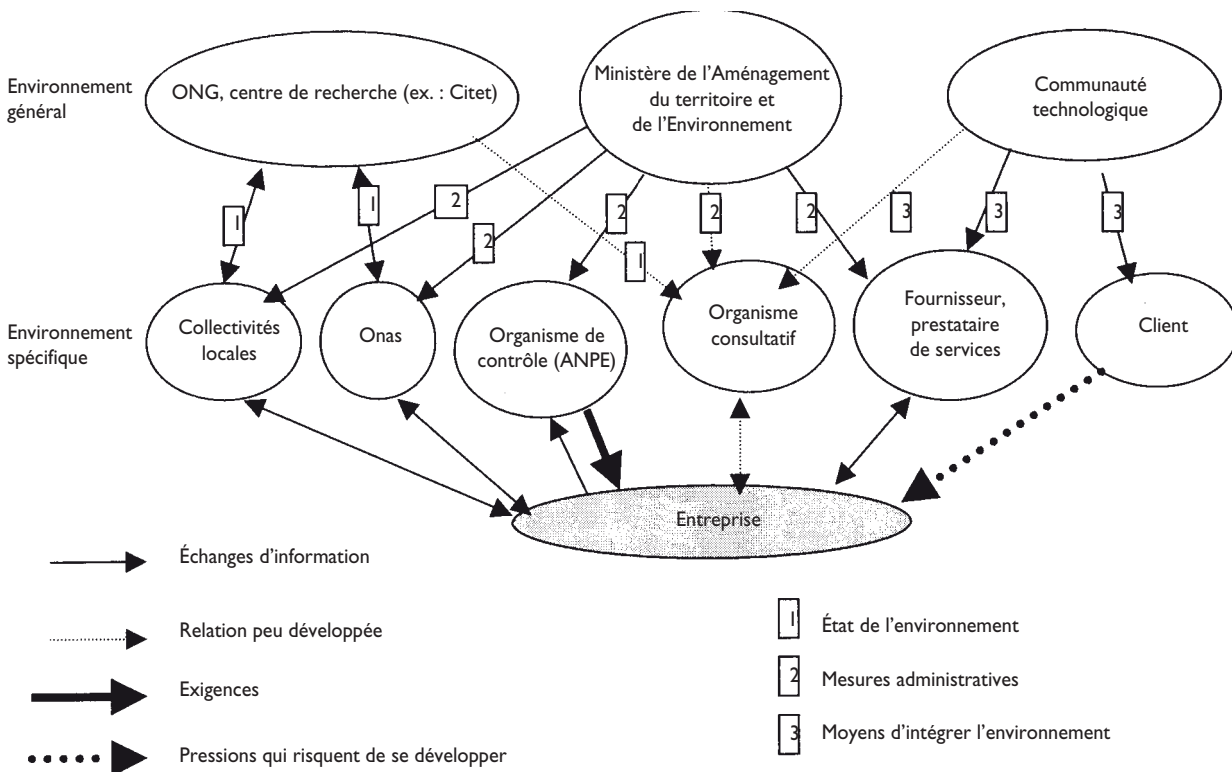 Environnement
général
ONG, centre de recherche (ex. : Citet)
Ministère de l'Aménagement
du territoire et
de l'Environnement
Communauté
technologique
1
1
2
2
2
2
2
3
3
3
1
Environnement
spécifique
Collectivités
locales
Onas
Organisme de
contrôle (ANPE)
Organisme
consultatif
Fournisseur,
prestataire
de services
Client
Entreprise
Échanges d'information
Relation peu développée
Exigences
Pressions qui risquent de se développer
1 État de l'environnement
2 Mesures administratives
3 Moyens d'intégrer l'environnement